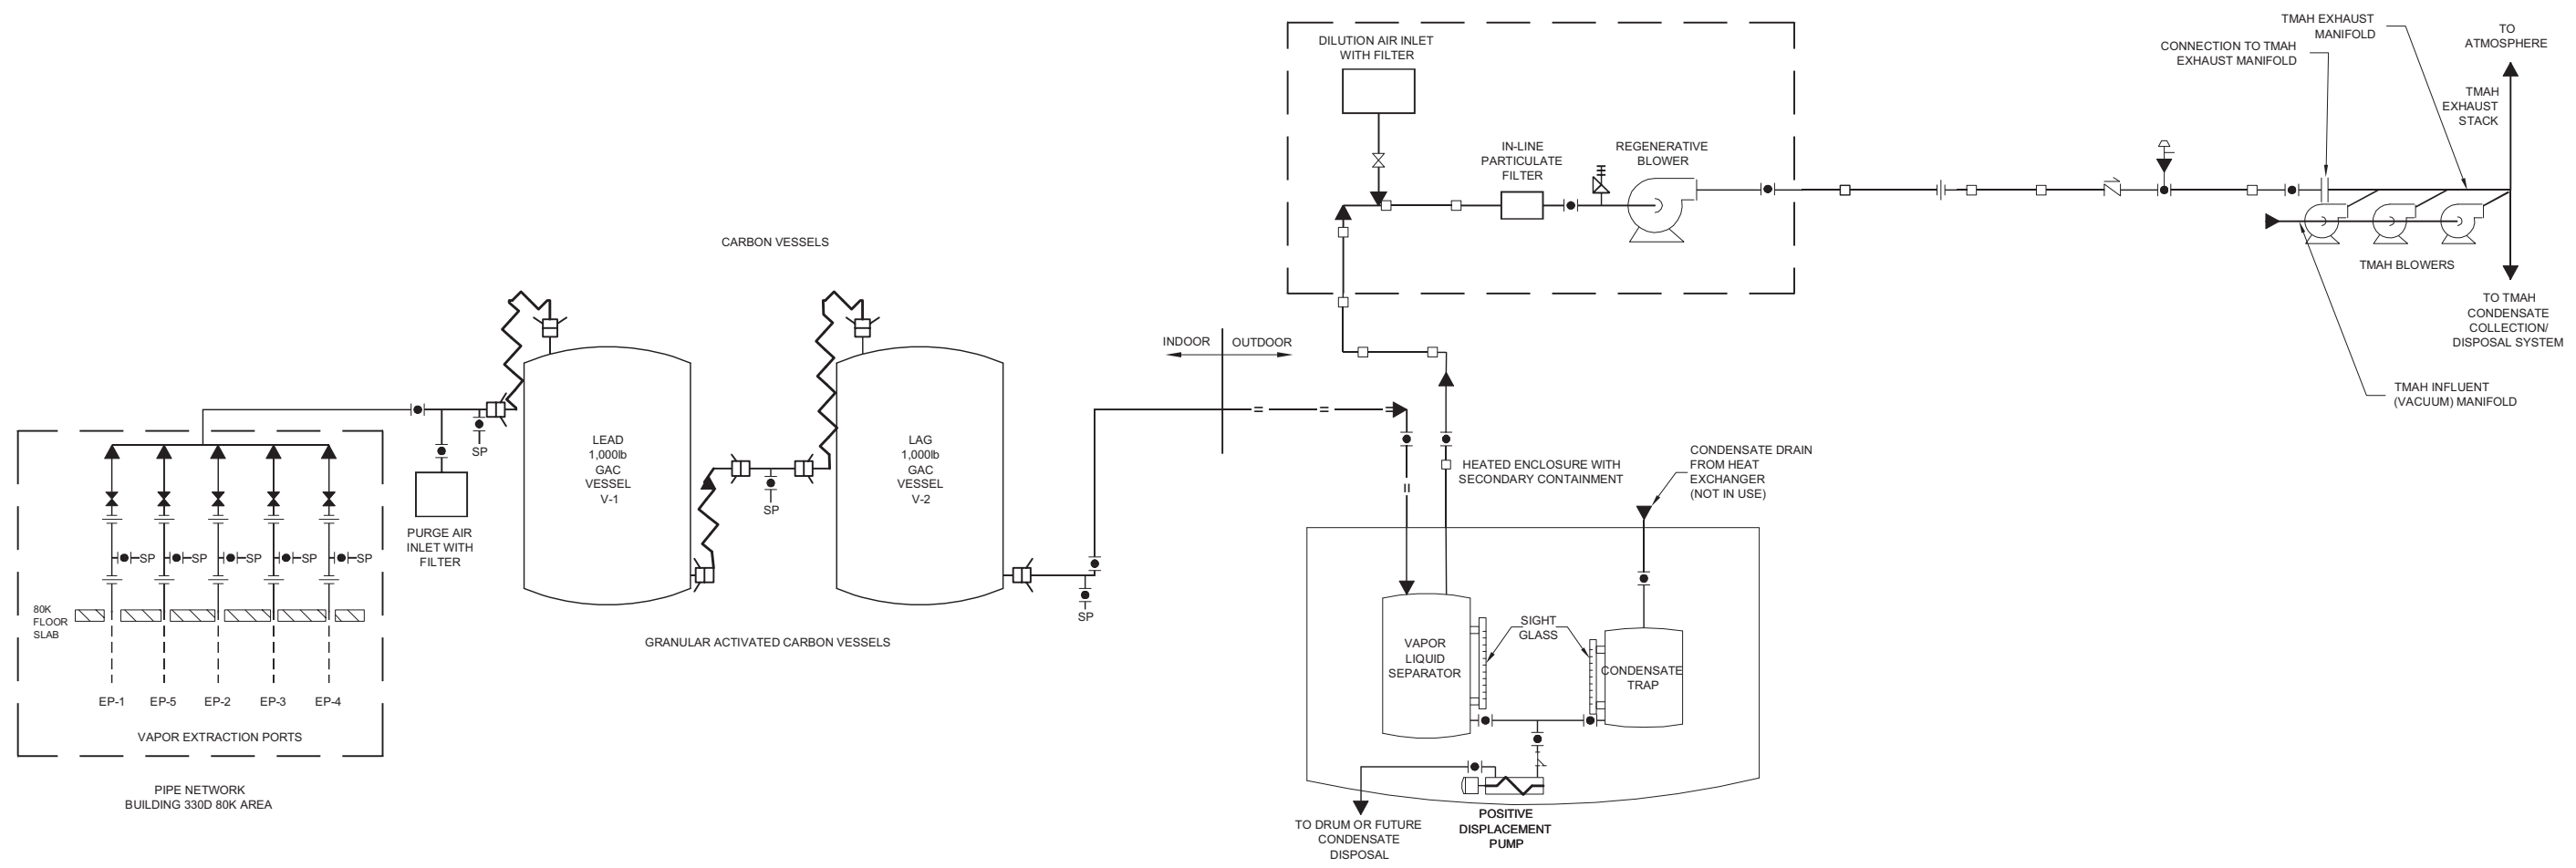 DILUTION AIR INLET
WITH FILTER
IN-LINE
PARTICULATE
FILTER
REGENERATIVE
BLOWER
CONNECTION TO TMAH
EXHAUST MANIFOLD
TMAH EXHAUST
MANIFOLD
TO
ATMOSPHERE
TMAH
EXHAUST
STACK
TMAH BLOWERS
TO TMAH
CONDENSATE
COLLECTION/
DISPOSAL SYSTEM
TMAH INFLUENT
(VACUUM) MANIFOLD
CARBON VESSELS
INDOOR
OUTDOOR
LEAD
1,000lb
GAC
VESSEL
V-1
LAG
1,000lb
GAC
VESSEL
V-2
SP
SP
SP
PURGE AIR
INLET WITH
FILTER
GRANULAR ACTIVATED CARBON VESSELS
SP
SP
SP
SP
SP
80K
FLOOR
SLAB
EP-1
EP-5
EP-2
EP-3
EP-4
VAPOR EXTRACTION PORTS
PIPE NETWORK
BUILDING 330D 80K AREA
HEATED ENCLOSURE WITH
SECONDARY CONTAINMENT
CONDENSATE DRAIN
FROM HEAT
EXCHANGER
(NOT IN USE)
VAPOR
LIQUID
SEPARATOR
SIGHT
GLASS
CONDENSATE
TRAP
TO DRUM OR FUTURE
CONDENSATE
DISPOSAL
POSITIVE
DISPLACEMENT
PUMP